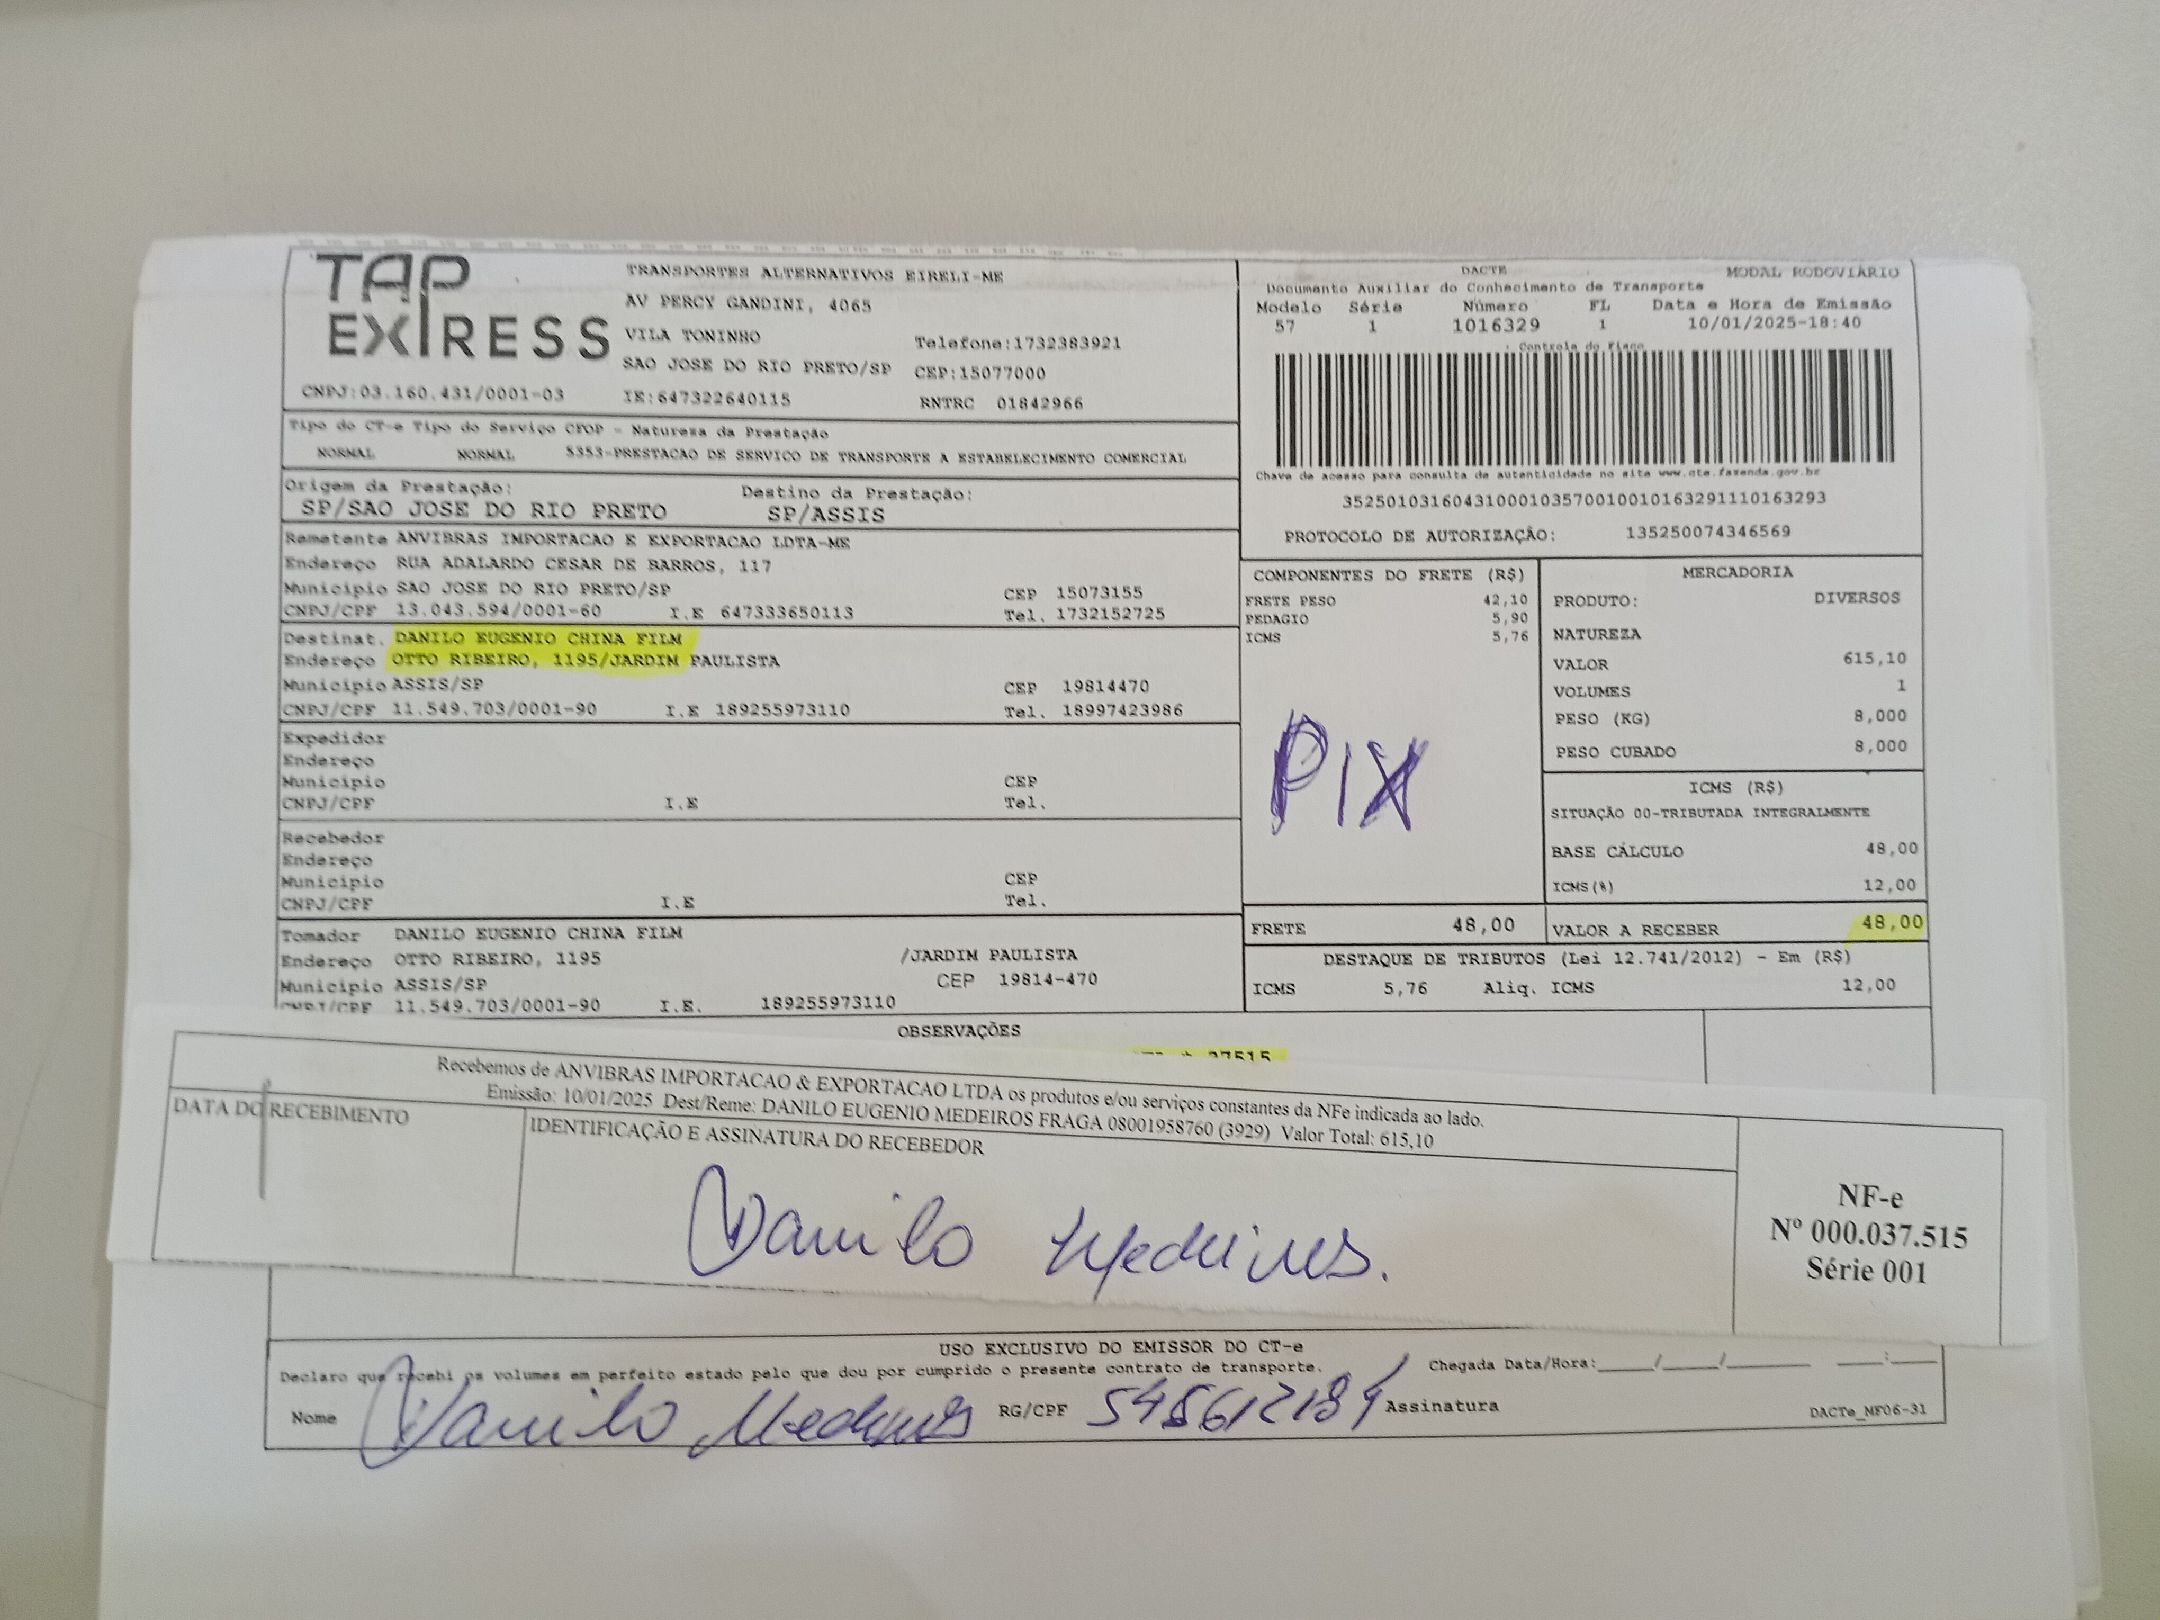 TAP EXPRESS
TRANSPORTES ALTERNATIVOS EIRELI-ME
AV PERCY GANDINI, 4065
VILA TONINHO
Telefone:1732383921
SAO JOSE DO RIO PRETO/SP CEP:15077000
CNPJ:03.160.431/0001-03 IE:647322640115 RNTRC 01842966
DACTE MODAL RODOVIÁRIO
Documento Auxiliar do Conhecimento de Transporte
Modelo Série Número FL Data e Hora de Emissão
57 1 1016329 1 10/01/2025-18:40
Controle do Fisco
Chave de acesso para consulta de autenticidade no site www.cte.fazenda.gov.br
35250103160431000103570010010163291110163293
PROTOCOLO DE AUTORIZAÇÃO: 135250074346569
Tipo do CT-e Tipo do Serviço CFOP - Natureza da Prestação
NORMAL NORMAL 5353-PRESTACAO DE SERVICO DE TRANSPORTE A ESTABELECIMENTO COMERCIAL
Origem da Prestação: Destino da Prestação:
SP/SAO JOSE DO RIO PRETO SP/ASSIS
Remetente ANVIBRAS IMPORTACAO E EXPORTACAO LDTA-ME
Endereço RUA ADALARDO CESAR DE BARROS, 117
Município SAO JOSE DO RIO PRETO/SP CEP 15073155
CNPJ/CPF 13.043.594/0001-60 I.E 647333650113 Tel. 1732152725
Destinat. DANILO EUGENIO CHINA FILM
Endereço OTTO RIBEIRO, 1195/JARDIM PAULISTA
Município ASSIS/SP CEP 19814470
CNPJ/CPF 11.549.703/0001-90 I.E 189255973110 Tel. 18997423986
Expedidor
Endereço
Município CEP
CNPJ/CPF I.E Tel.
Recebedor
Endereço
Município CEP
CNPJ/CPF I.E Tel.
Tomador DANILO EUGENIO CHINA FILM
Endereço OTTO RIBEIRO, 1195 /JARDIM PAULISTA
Município ASSIS/SP CEP 19814-470
CNPJ/CPF 11.549.703/0001-90 I.E. 189255973110
COMPONENTES DO FRETE (R$)
FRETE PESO 42,10
PEDAGIO 5,90
ICMS 5,76
PIX
MERCADORIA
PRODUTO: DIVERSOS
NATUREZA
VALOR 615,10
VOLUMES 1
PESO (KG) 8,000
PESO CUBADO 8,000
ICMS (R$)
SITUAÇÃO 00-TRIBUTADA INTEGRALMENTE
BASE CÁLCULO 48,00
ICMS(%) 12,00
FRETE 48,00 VALOR A RECEBER 48,00
DESTAQUE DE TRIBUTOS (Lei 12.741/2012) - Em (R$)
ICMS 5,76 Aliq. ICMS 12,00
OBSERVAÇÕES
37515
Recebemos de ANVIBRAS IMPORTACAO & EXPORTACAO LTDA os produtos e/ou serviços constantes da NFe indicada ao lado.
Emissão: 10/01/2025 Dest/Reme: DANILO EUGENIO MEDEIROS FRAGA 08001958760 (3929) Valor Total: 615,10
DATA DO RECEBIMENTO
IDENTIFICAÇÃO E ASSINATURA DO RECEBEDOR
Danilo Medeiros.
NF-e
Nº 000.037.515
Série 001
USO EXCLUSIVO DO EMISSOR DO CT-e
Declaro que recebi os volumes em perfeito estado pelo que dou por cumprido o presente contrato de transporte. Chegada Data/Hora:_____/_____/_______ ____:____
Nome Danilo Medeiros RG/CPF Assinatura
DACTe_MF06-31